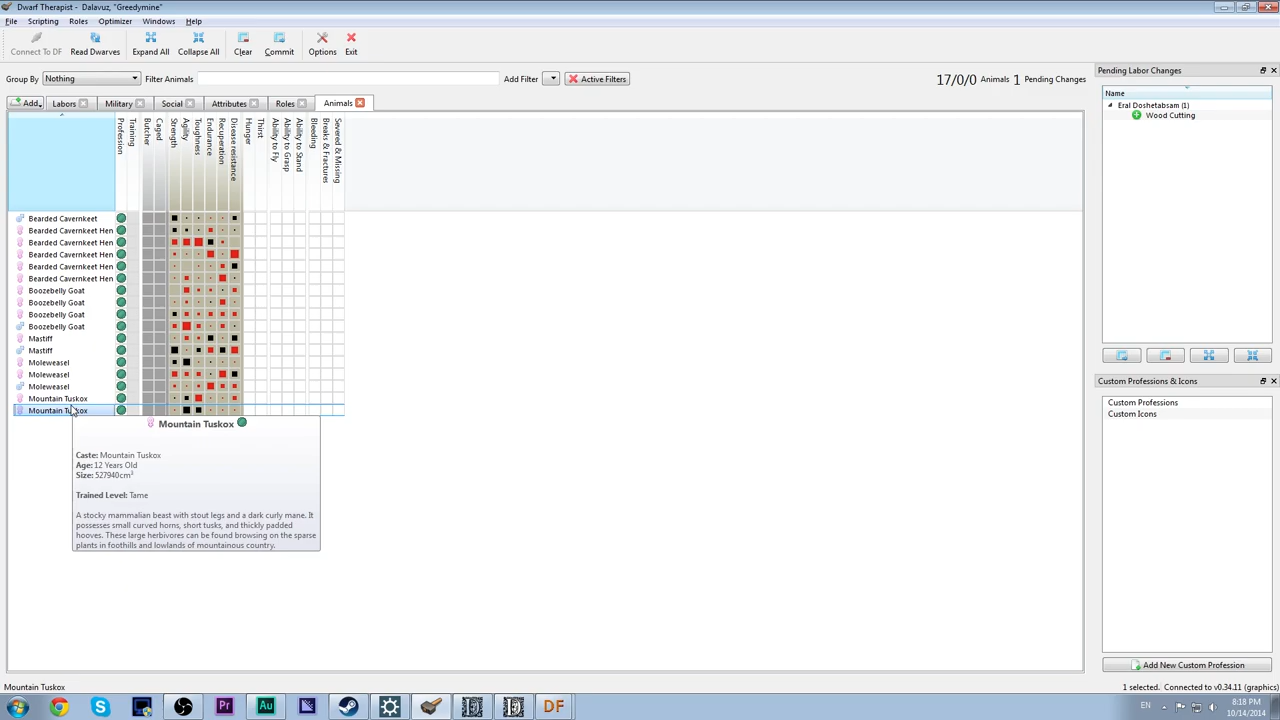 Dwarf Therapist - Dalavuz, "Greedymine"
File Scripting Roles Optimizer Windows Help
Connect To DF Read Dwarves Expand All Collapse All Clear Commit Options Exit
Group By Nothing Filter Animals Add Filter Active Filters 17/0/0 Animals 1 Pending Changes
Add.. Labors Military Social Attributes Roles Animals
Profession
Training
Butcher
Caged
Strength
Agility
Toughness
Endurance
Recuperation
Disease resistance
Hunger
Thirst
Ability to Fly
Ability to Grasp
Ability to Stand
Bleeding
Breaks & Fractures
Severed & Missing
Bearded Cavernkeet
Bearded Cavernkeet Hen
Bearded Cavernkeet Hen
Bearded Cavernkeet Hen
Bearded Cavernkeet Hen
Bearded Cavernkeet Hen
Boozebelly Goat
Boozebelly Goat
Boozebelly Goat
Boozebelly Goat
Mastiff
Mastiff
Moleweasel
Moleweasel
Moleweasel
Mountain Tuskox
Mountain Tuskox
Mountain Tuskox
Caste: Mountain Tuskox
Age: 12 Years Old
Size: 527940cm³
Trained Level: Tame
A stocky mammalian beast with stout legs and a dark curly mane. It
possesses small curved horns, short tusks, and thickly padded
hooves. These large herbivores can be found browsing on the sparse
plants in foothills and lowlands of mountainous country.
Pending Labor Changes
Name
Eral Doshetabsam (1)
Wood Cutting
Custom Professions & Icons
Custom Professions
Custom Icons
Add New Custom Profession
Mountain Tuskox
1 selected. Connected to v0.34.11 (graphics)
Pr Au DF
EN
8:18 PM
10/14/2014